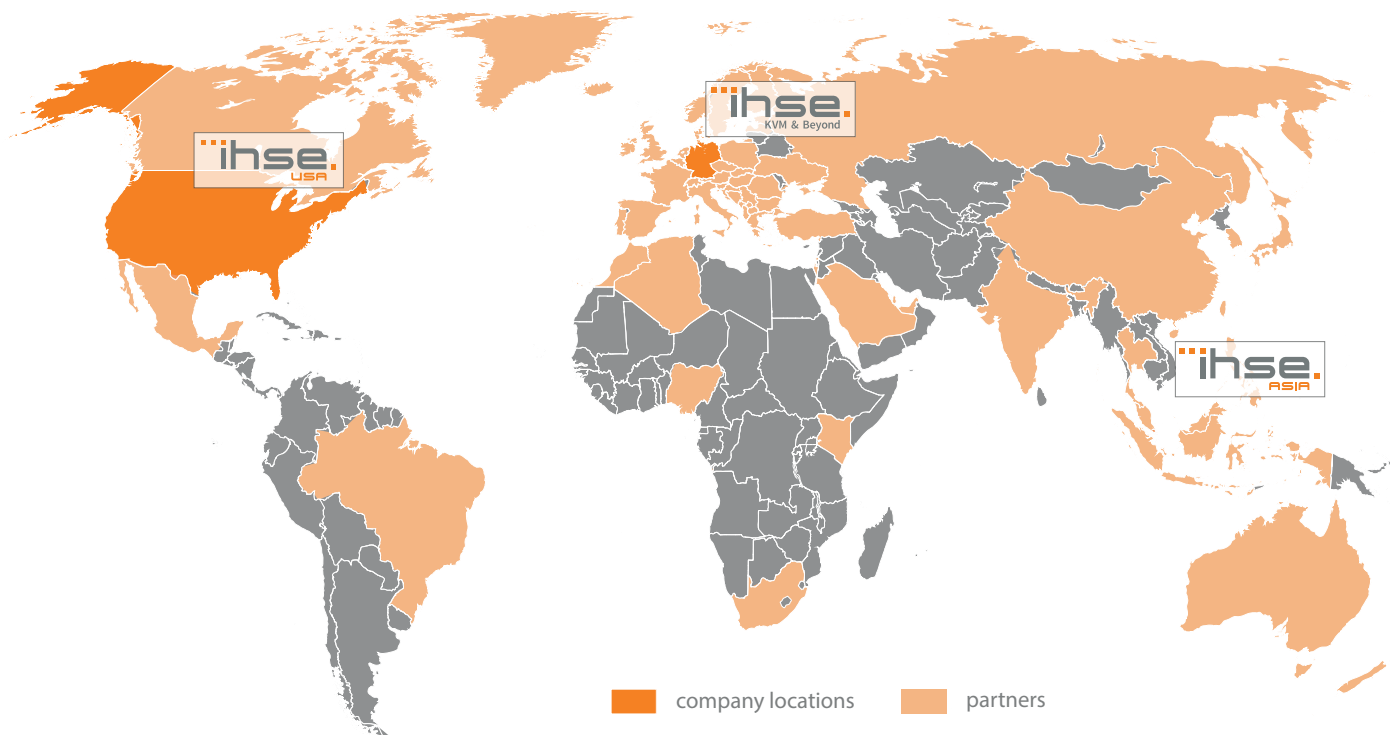 ihse.
USA
ihse.
KVM & Beyond
ihse.
ASIA
company locations
partners